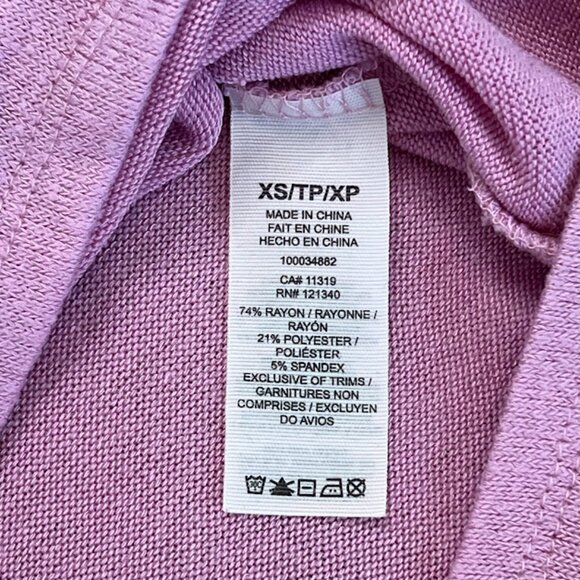 XS/TP/XP
MADE IN CHINA
FAIT EN CHINE
HECHO EN CHINA
100034882
CA# 11319
RN# 121340
74% RAYON / RAYONNE /
RAYÓN
21% POLYESTER /
POLIÉSTER
5% SPANDEX
EXCLUSIVE OF TRIMS /
GARNITURES NON
COMPRISES / EXCLUYEN
DO AVIOS